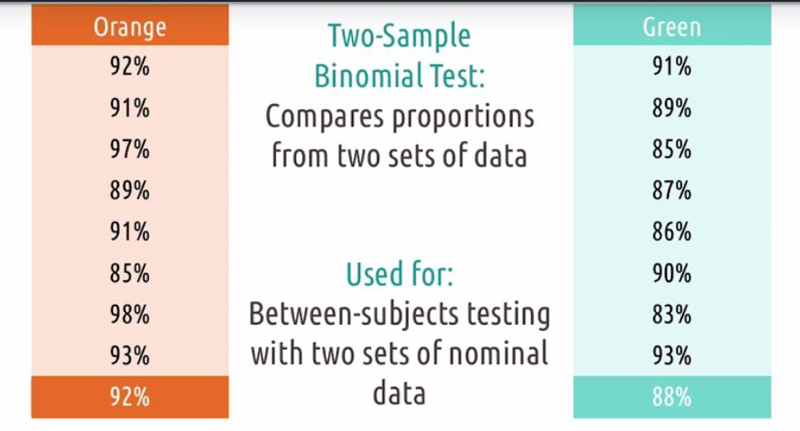 Orange
92%
91%
97%
89%
91%
85%
98%
93%
92%
Two-Sample
Binomial Test:
Compares proportions
from two sets of data
Used for:
Between-subjects testing
with two sets of nominal
data
Green
91%
89%
85%
87%
86%
90%
83%
93%
88%